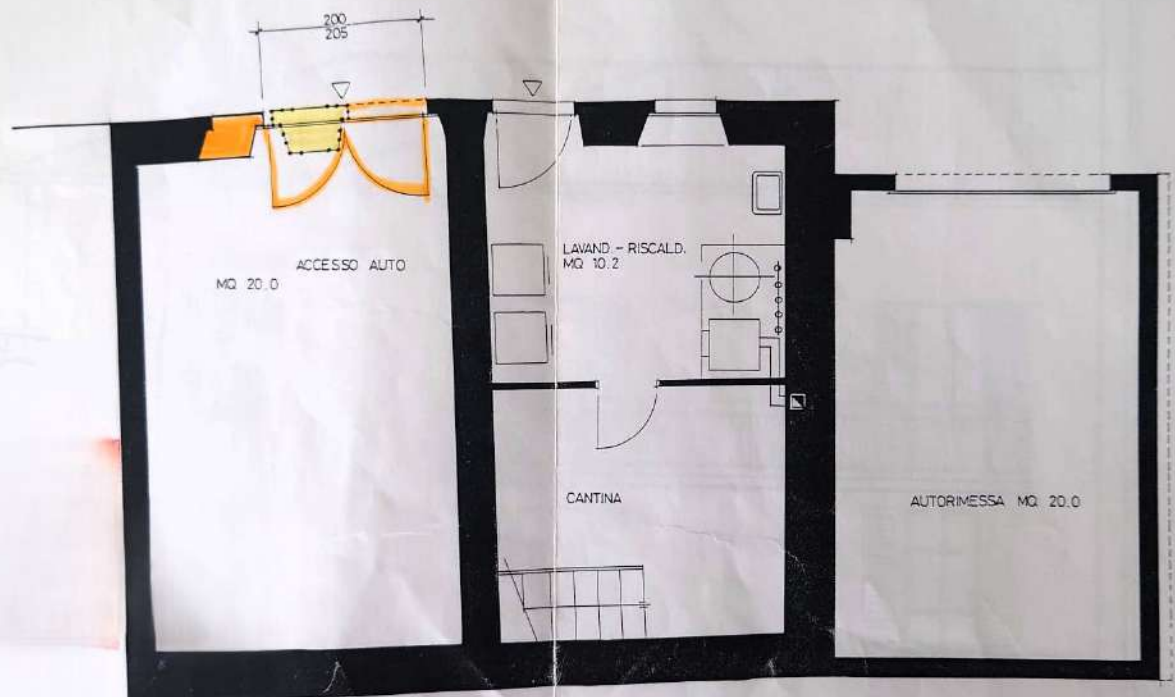 200
205
ACCESSO AUTO
MQ 20.0
LAVAND. - RISCALD.
MQ 10.2
CANTINA
AUTORIMESSA MQ 20.0